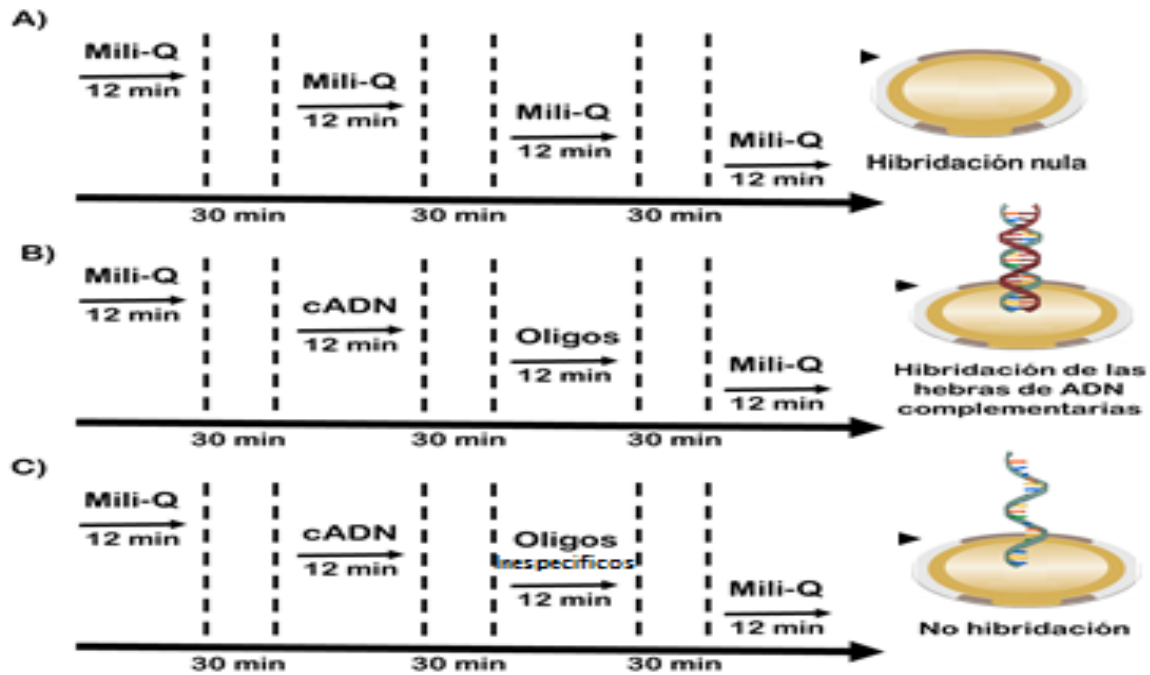 A)
Mili-Q
12 min
Mili-Q
12 min
Mili-Q
12 min
Mili-Q
12 min
30 min
30 min
30 min
Hibridación nula
B)
Mili-Q
12 min
cADN
12 min
Oligos
12 min
Mili-Q
12 min
30 min
30 min
30 min
Hibridación de las
hebras de ADN
complementarias
C)
Mili-Q
12 min
cADN
12 min
Oligos
Inespecificos
12 min
Mili-Q
12 min
30 min
30 min
30 min
No hibridación